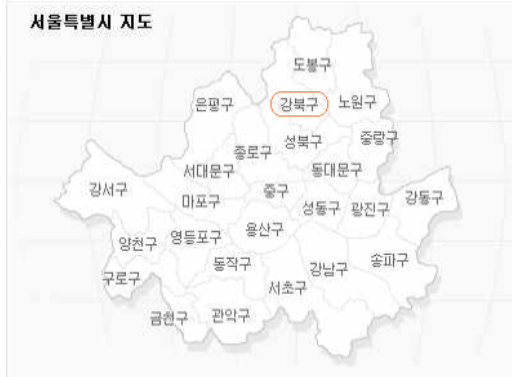 서울특별시 지도
도봉구
은평구
강북구
노원구
중랑구
성북구
종로구
서대문구
동대문구
강서구
마포구
중구
성동구
광진구
강동구
양천구
영등포구
용산구
구로구
동작구
서초구
강남구
송파구
금천구
관악구